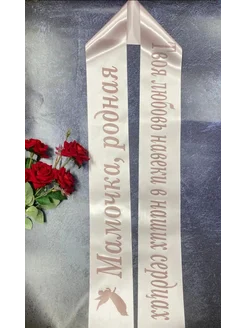 Мамочка, родная
Твоя любовь навеки в наших сердцах